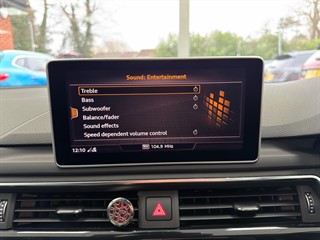 Sound: Entertainment
Treble
Bass
Subwoofer
Balance/fader
Sound effects
Speed dependent volume control
12:10
104.9 MHz